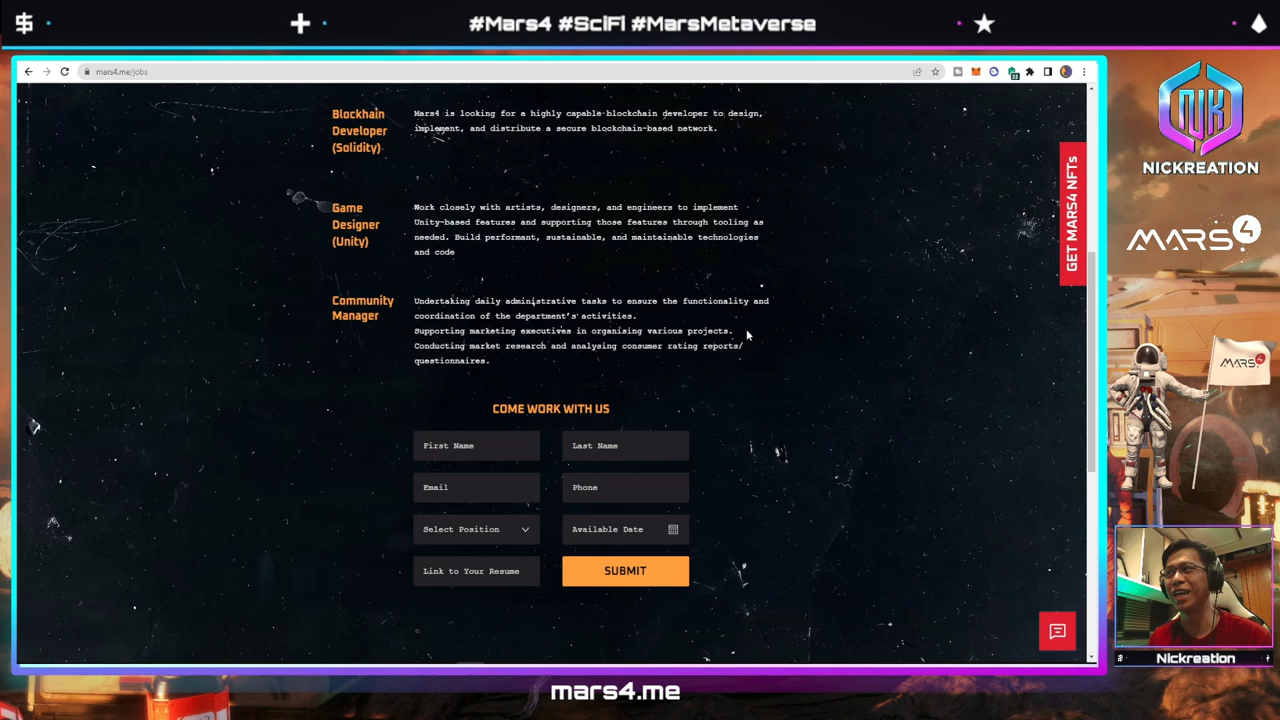 #Mars4 #SciFi #MarsMetaverse
mars4.me/jobs
33
Blockhain
Developer
(Solidity)
Mars4 is looking for a highly capable blockchain developer to design,
implement, and distribute a secure blockchain-based network.
Game
Designer
(Unity)
Work closely with artists, designers, and engineers to implement
Unity-based features and supporting those features through tooling as
needed. Build performant, sustainable, and maintainable technologies
and code
Community
Manager
Undertaking daily administrative tasks to ensure the functionality and
coordination of the department's activities.
Supporting marketing executives in organising various projects.
Conducting market research and analysing consumer rating reports/
questionnaires.
COME WORK WITH US
First Name
Last Name
Email
Phone
Select Position
Available Date
Link to Your Resume
SUBMIT
GET MARS4 NFTs
NICKREATION
MARS4
MARS4
Nickreation
mars4.me